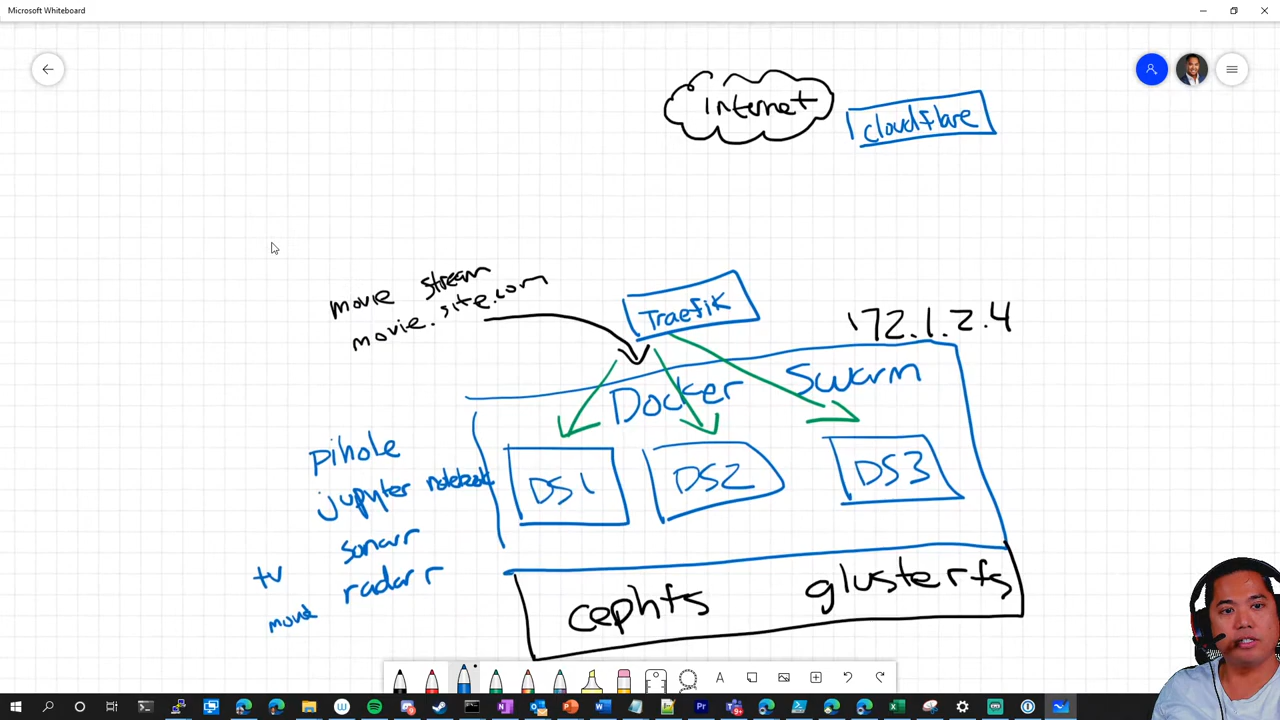 Microsoft Whiteboard
internet
cloudflare
movie stream
movie.site.com
Traefik
172.1.2.4
Docker Swarm
pihole
jupyter notebook
sonarr
tv
radarr
movie
DS1
DS2
DS3
cephfs
glusterfs